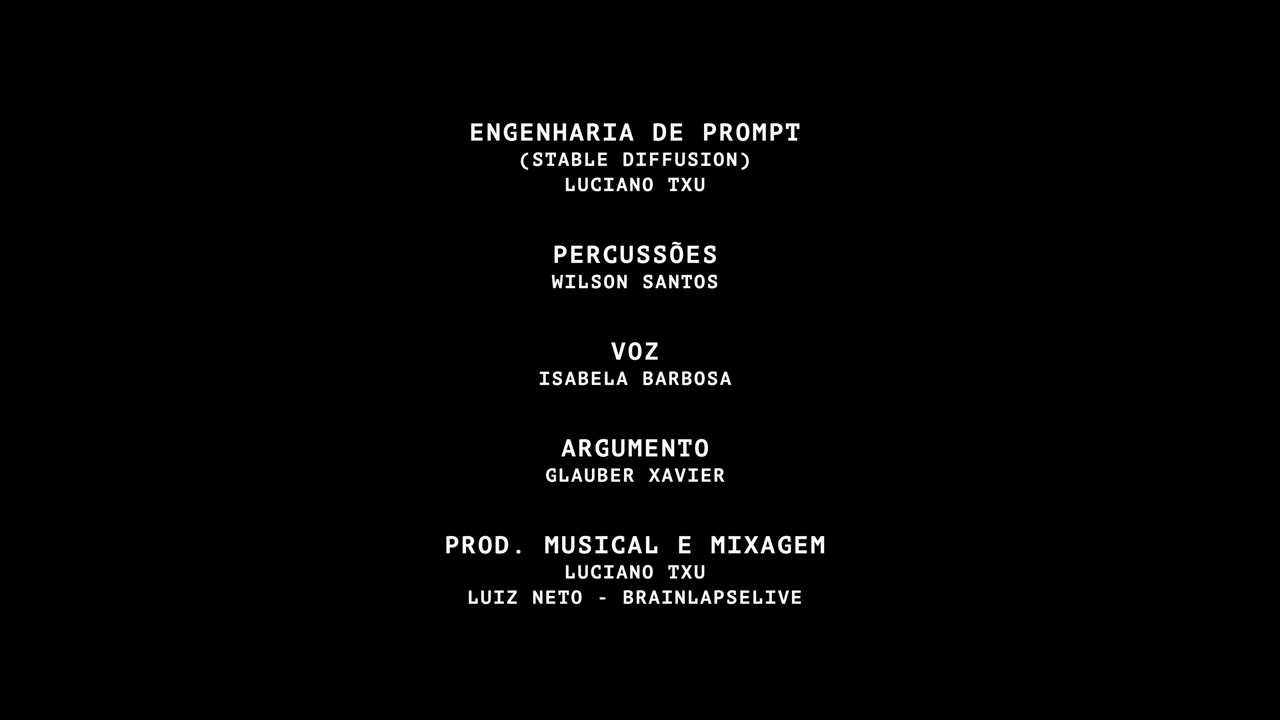 ENGENHARIA DE PROMPT
(STABLE DIFFUSION)
LUCIANO TXU
PERCUSSÕES
WILSON SANTOS
VOZ
ISABELA BARBOSA
ARGUMENTO
GLAUBER XAVIER
PROD. MUSICAL E MIXAGEM
LUCIANO TXU
LUIZ NETO - BRAINLAPSELIVE